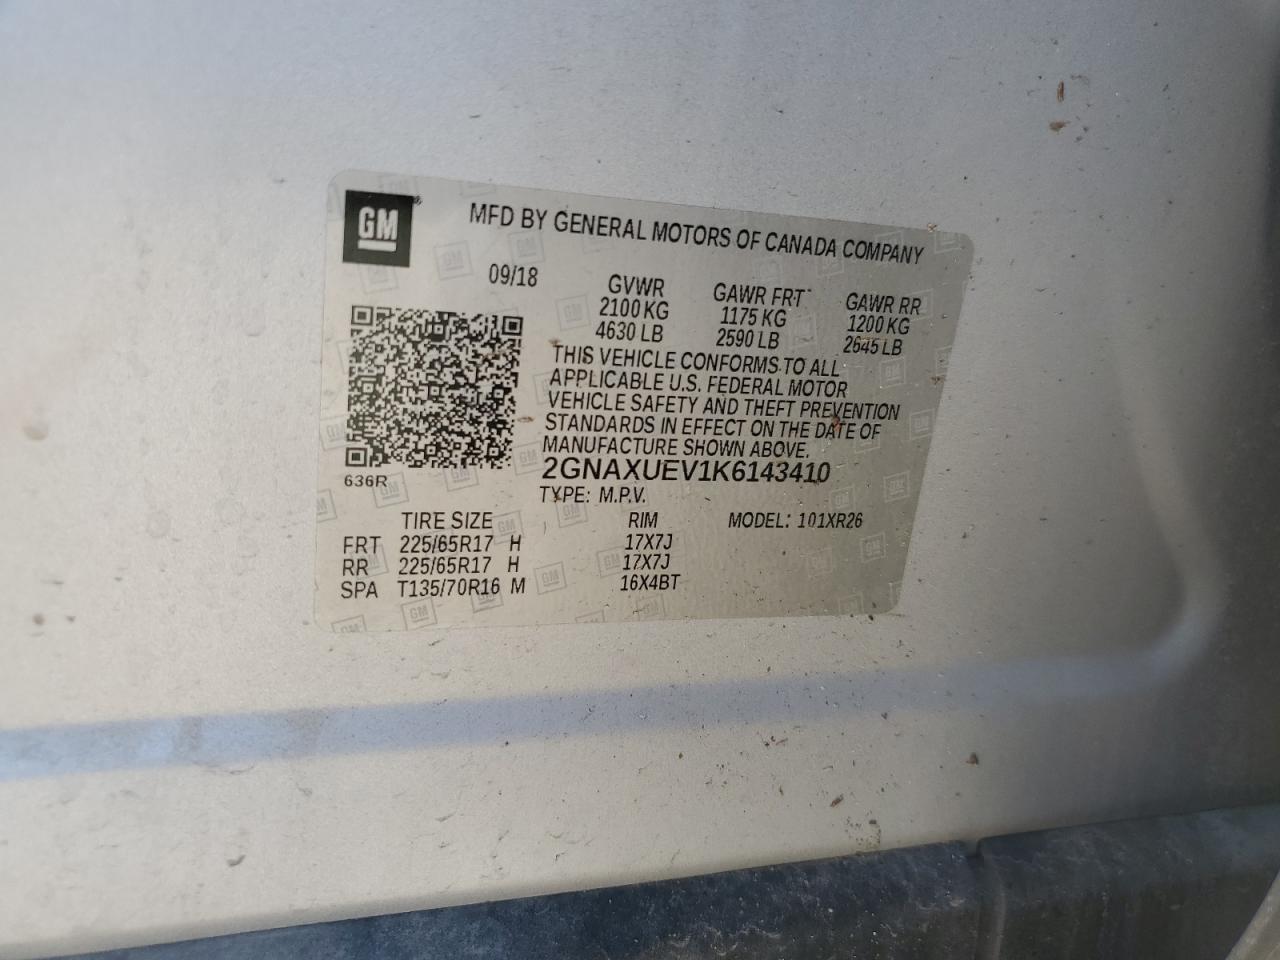 GM
MFD BY GENERAL MOTORS OF CANADA COMPANY
09/18 GVWR GAWR FRT GAWR RR
2100 KG 1175 KG 1200 KG
4630 LB 2590 LB 2645 LB
THIS VEHICLE CONFORMS TO ALL
APPLICABLE U.S. FEDERAL MOTOR
VEHICLE SAFETY AND THEFT PREVENTION
STANDARDS IN EFFECT ON THE DATE OF
MANUFACTURE SHOWN ABOVE.
2GNAXUEV1K6143410
636R
TYPE: M.P.V.
TIRE SIZE RIM MODEL: 101XR26
FRT 225/65R17 H 17X7J
RR 225/65R17 H 17X7J
SPA T135/70R16 M 16X4BT